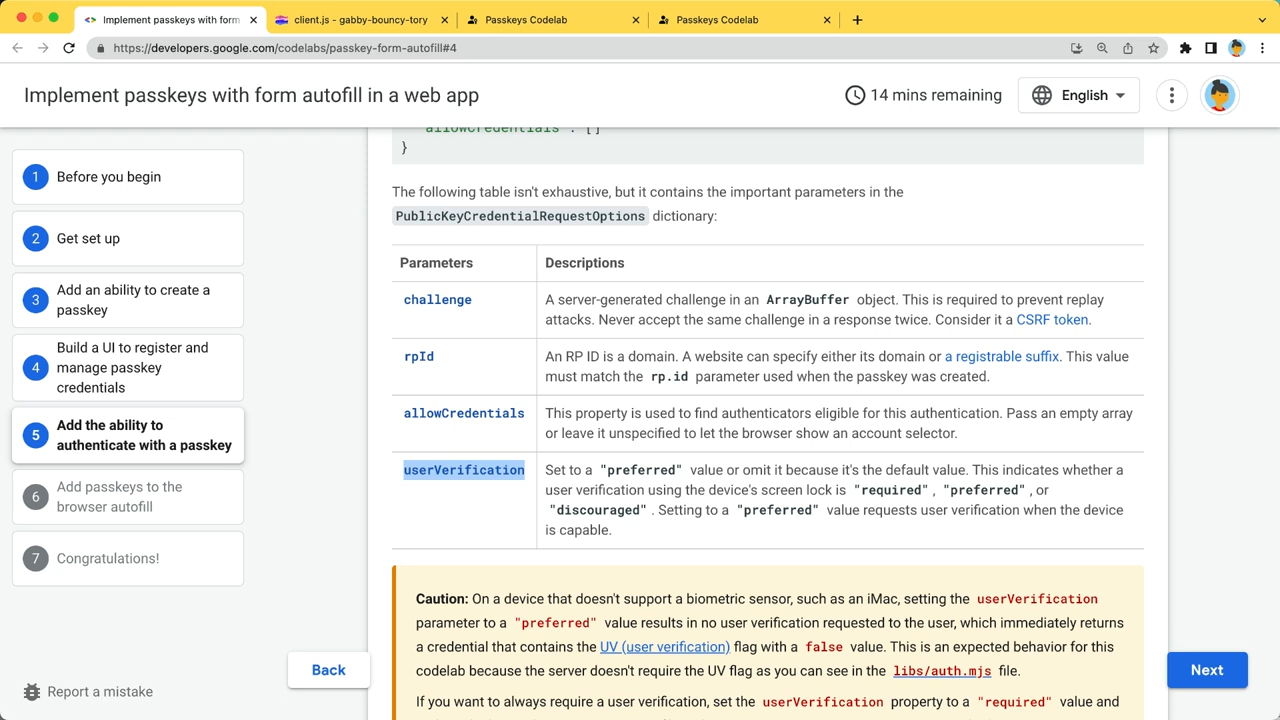 Implement passkeys with form
client.js - gabby-bouncy-tory
Passkeys Codelab
Passkeys Codelab
https://developers.google.com/codelabs/passkey-form-autofill#4
Implement passkeys with form autofill in a web app
14 mins remaining
English
1 Before you begin
2 Get set up
3 Add an ability to create a
passkey
4 Build a UI to register and
manage passkey
credentials
5 Add the ability to
authenticate with a passkey
6 Add passkeys to the
browser autofill
7 Congratulations!
Report a mistake
"allowCredentials": []
}
The following table isn't exhaustive, but it contains the important parameters in the
PublicKeyCredentialRequestOptions dictionary:
Parameters Descriptions
challenge A server-generated challenge in an ArrayBuffer object. This is required to prevent replay
attacks. Never accept the same challenge in a response twice. Consider it a CSRF token.
rpId An RP ID is a domain. A website can specify either its domain or a registrable suffix. This value
must match the rp.id parameter used when the passkey was created.
allowCredentials This property is used to find authenticators eligible for this authentication. Pass an empty array
or leave it unspecified to let the browser show an account selector.
userVerification Set to a "preferred" value or omit it because it's the default value. This indicates whether a
user verification using the device's screen lock is "required", "preferred", or
"discouraged". Setting to a "preferred" value requests user verification when the device
is capable.
Caution: On a device that doesn't support a biometric sensor, such as an iMac, setting the userVerification
parameter to a "preferred" value results in no user verification requested to the user, which immediately returns
a credential that contains the UV (user verification) flag with a false value. This is an expected behavior for this
codelab because the server doesn't require the UV flag as you can see in the libs/auth.mjs file.
If you want to always require a user verification, set the userVerification property to a "required" value and
Back
Next